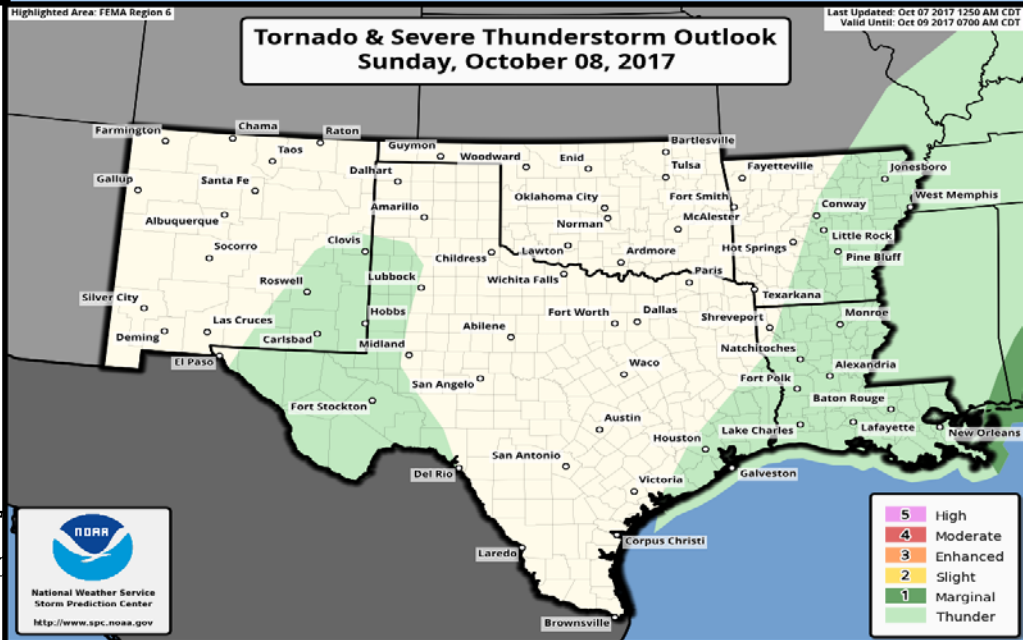 Highlighted Area: FEMA Region 6
Last Updated: Oct 07 2017 1250 AM CDT
Valid Until: Oct 09 2017 0700 AM CDT
Tornado & Severe Thunderstorm Outlook
Sunday, October 08, 2017
Farmington
Chama
Raton
Taos
Guymon
Woodward
Enid
Bartlesville
Tulsa
Fayetteville
Jonesboro
Gallup
Santa Fe
Dalhart
Amarillo
Oklahoma City
Fort Smith
West Memphis
Albuquerque
Norman
McAlester
Conway
Socorro
Clovis
Childress
Lawton
Ardmore
Hot Springs
Little Rock
Pine Bluff
Roswell
Lubbock
Wichita Falls
Paris
Texarkana
Silver City
Deming
Las Cruces
Carlsbad
Hobbs
Midland
Abilene
Fort Worth
Dallas
Shreveport
Monroe
El Paso
San Angelo
Waco
Natchitoches
Fort Polk
Alexandria
Fort Stockton
Austin
Baton Rouge
Houston
Lake Charles
Lafayette
New Orleans
Del Rio
San Antonio
Victoria
Galveston
Laredo
Corpus Christi
Brownsville
NOAA
National Weather Service
Storm Prediction Center
http://www.spc.noaa.gov
5 High
4 Moderate
3 Enhanced
2 Slight
1 Marginal
Thunder